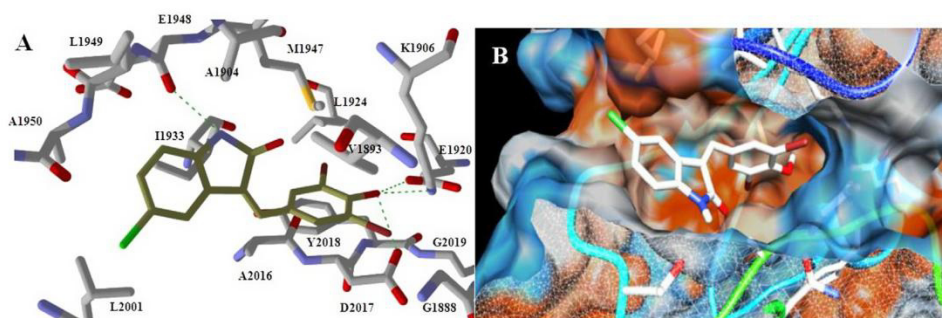 A
E1948
L1949
M1947
K1906
A1904
L1924
A1950
I1933
V1893
E1920
Y2018
G2019
A2016
L2001
D2017
G1888
B